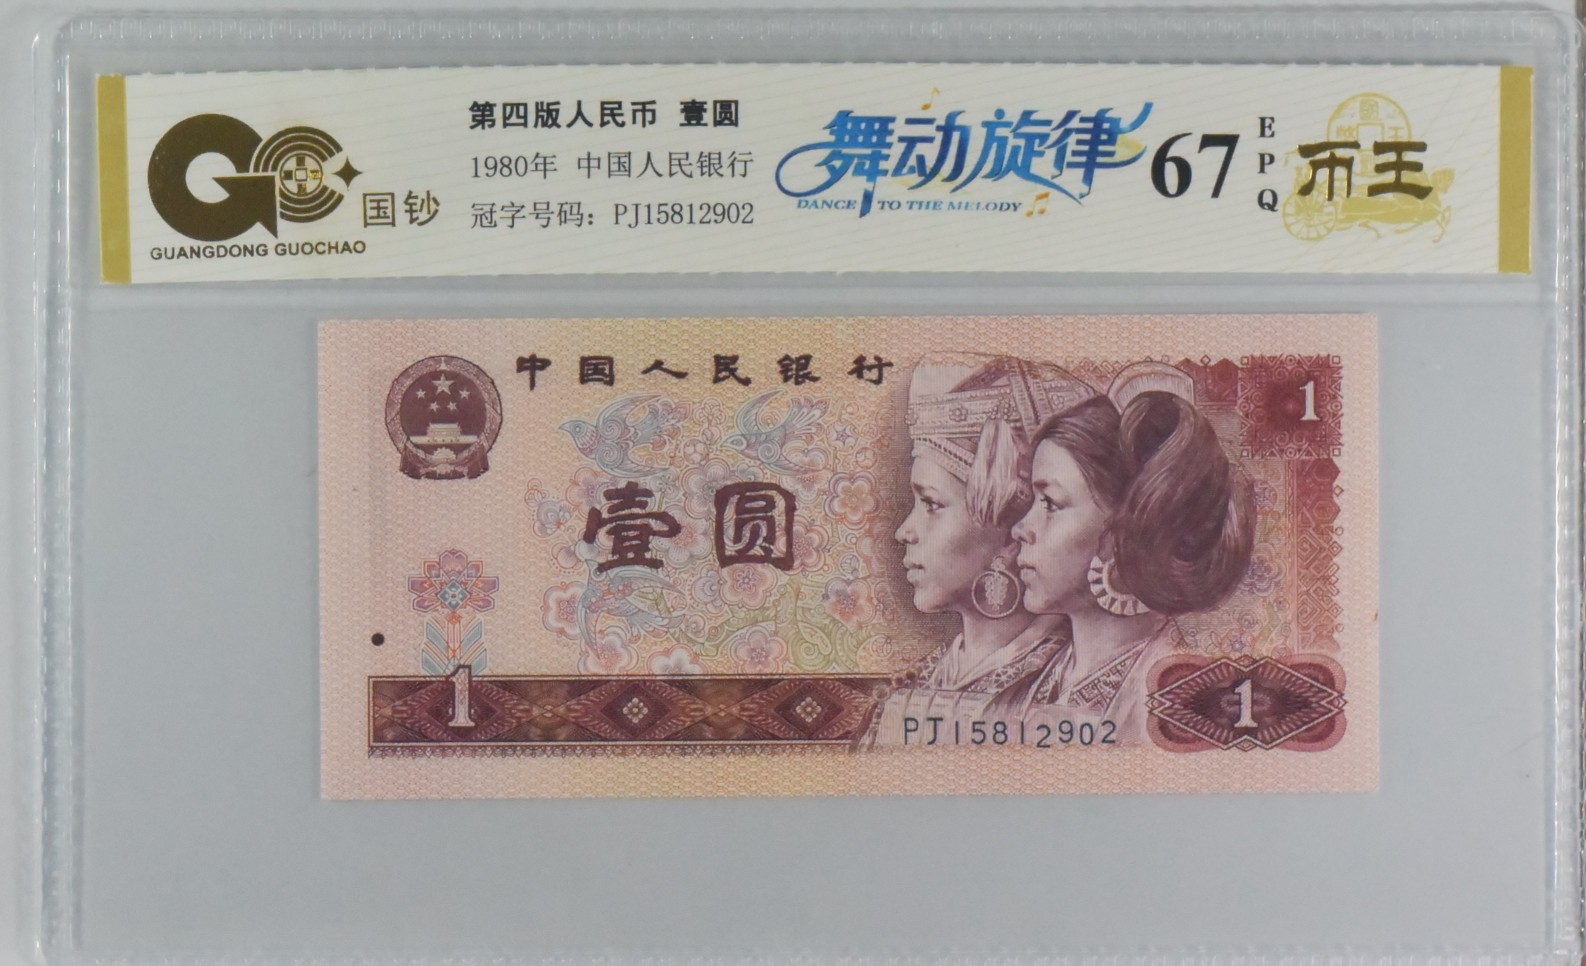 GUANGDONG GUOCHAO
国钞
第四版人民币 壹圆
1980年 中国人民银行
冠字号码：PJ15812902
舞动旋律
DANCE TO THE MELODY
67
EPQ
币王
中国人民银行
1
壹圆
1
PJ15812902
1